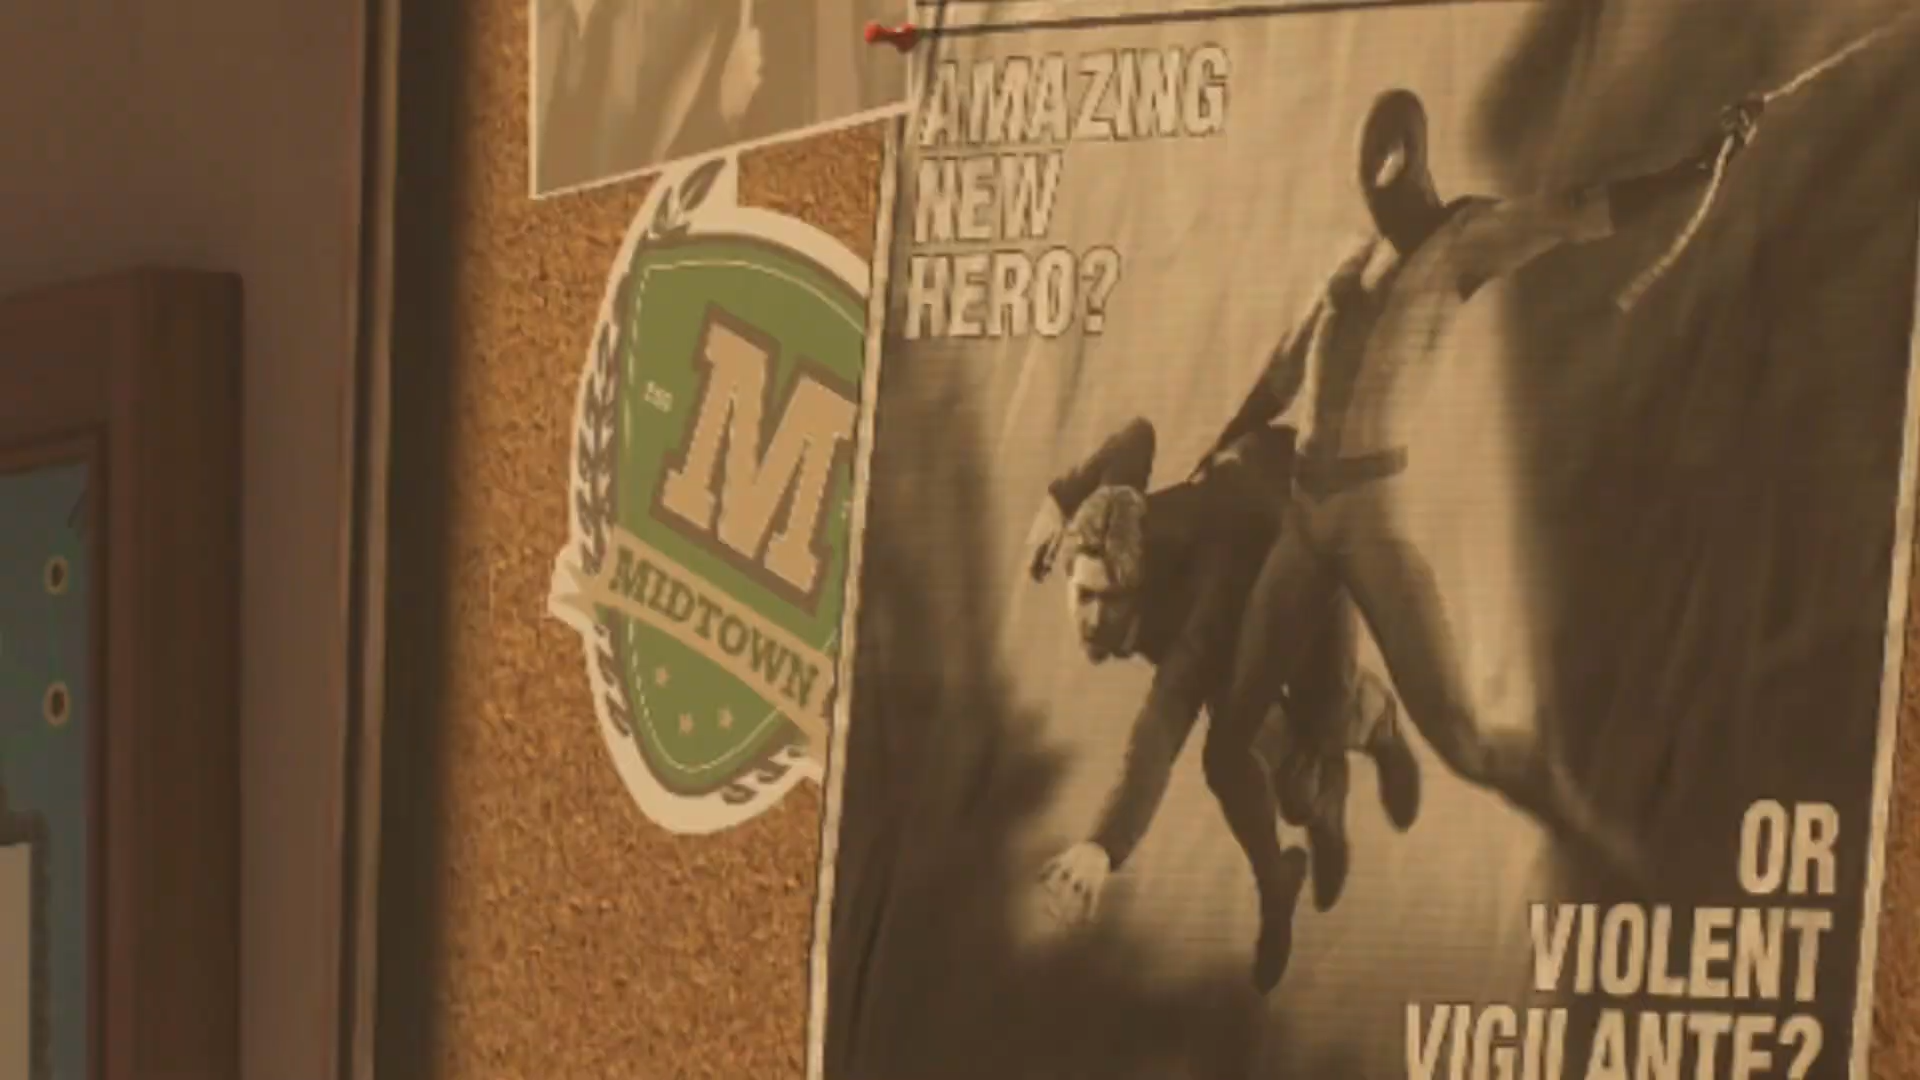 AMAZING
NEW
HERO?
M
MIDTOWN
OR
VIOLENT
VIGILANTE?